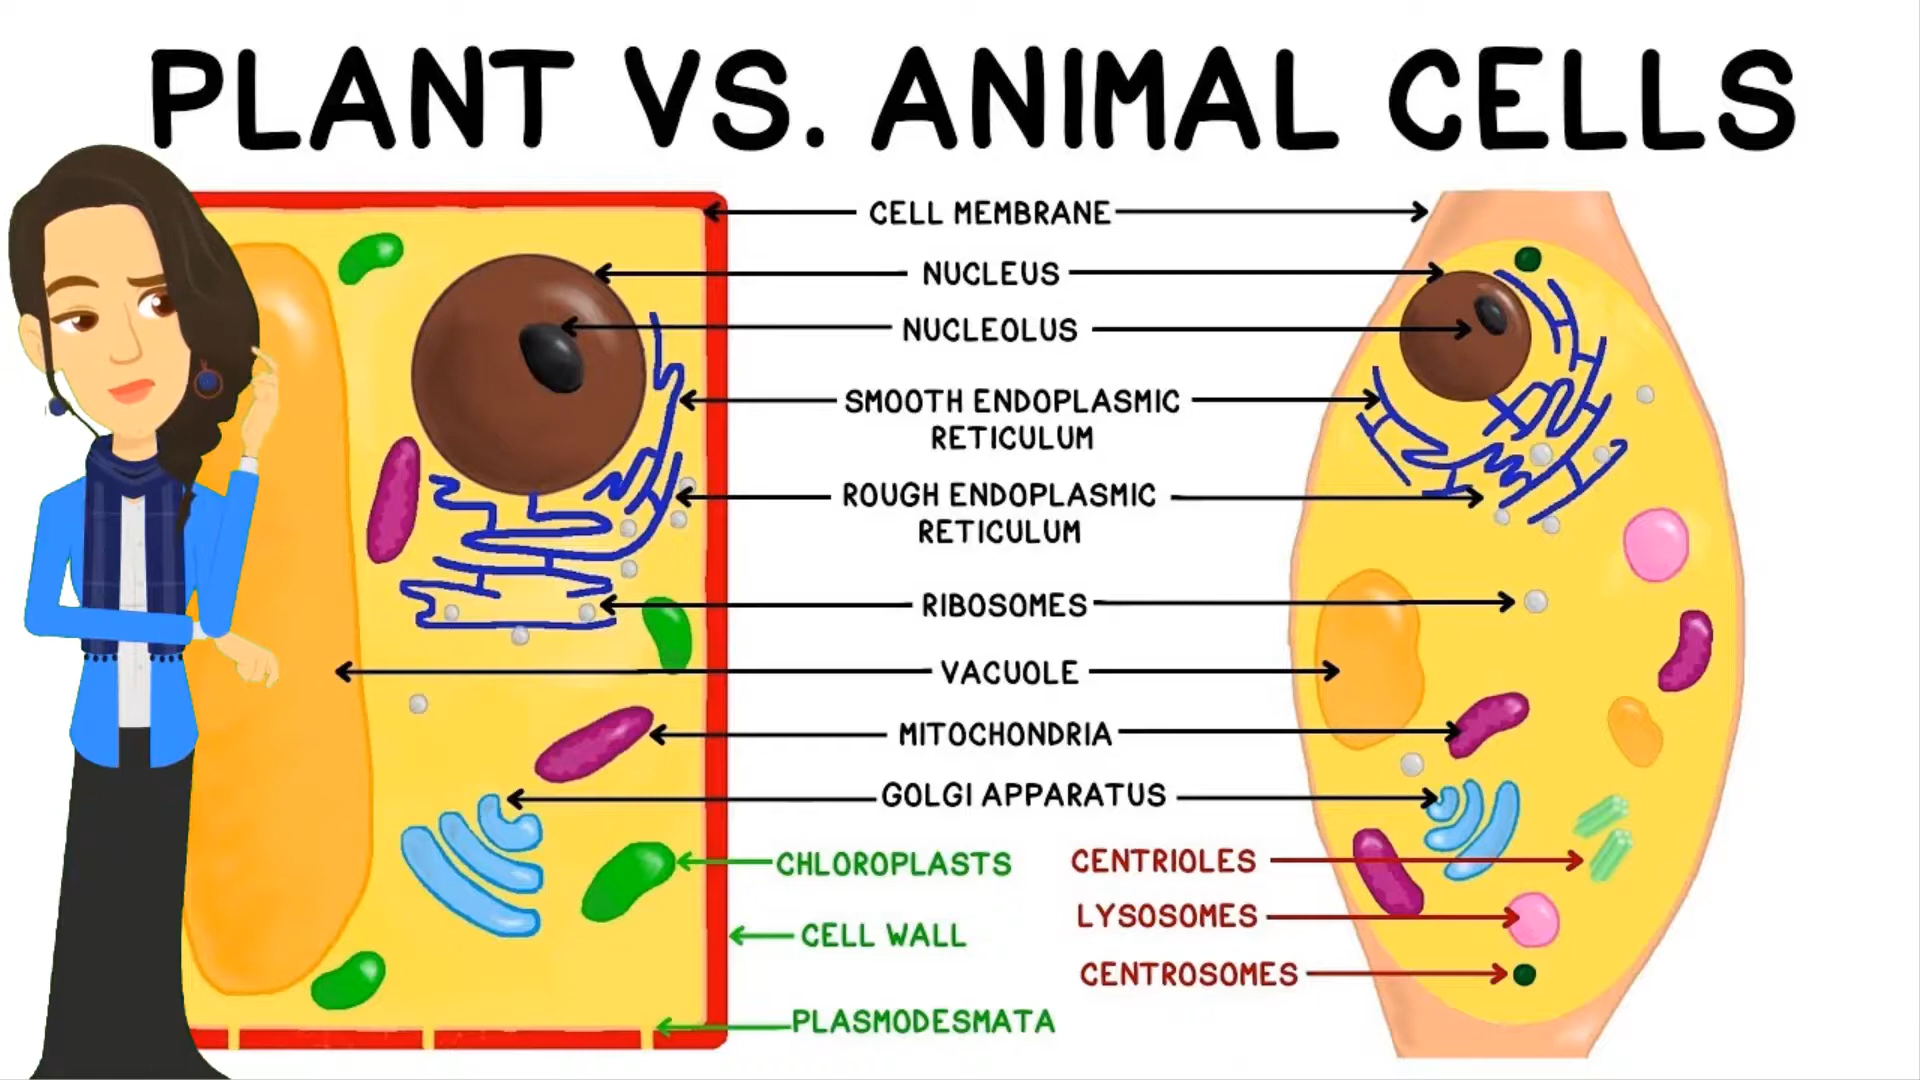 PLANT VS. ANIMAL CELLS
CELL MEMBRANE
NUCLEUS
NUCLEOLUS
SMOOTH ENDOPLASMIC
RETICULUM
ROUGH ENDOPLASMIC
RETICULUM
RIBOSOMES
VACUOLE
MITOCHONDRIA
GOLGI APPARATUS
CHLOROPLASTS
CELL WALL
PLASMODESMATA
CENTRIOLES
LYSOSOMES
CENTROSOMES